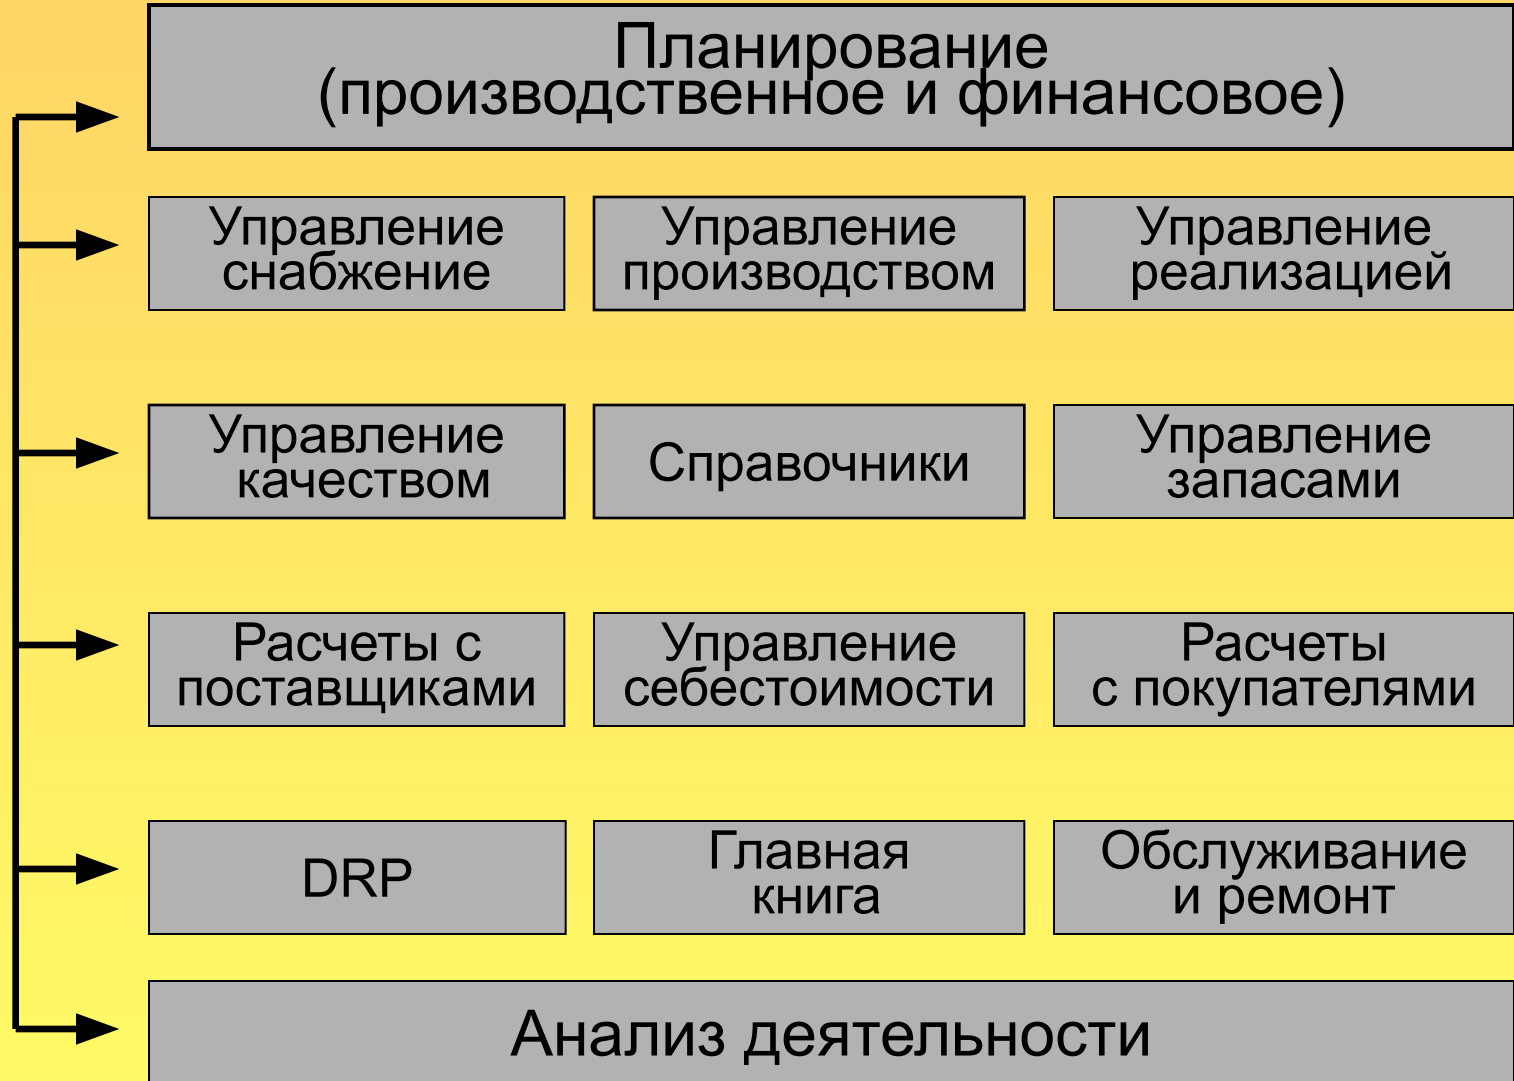 Планирование
(производственное и финансовое)
Управление
снабжение
Управление
производством
Управление
реализацией
Управление
качеством
Справочники
Управление
запасами
Расчеты с
поставщиками
Управление
себестоимости
Расчеты
с покупателями
DRP
Главная
книга
Обслуживание
и ремонт
Анализ деятельности